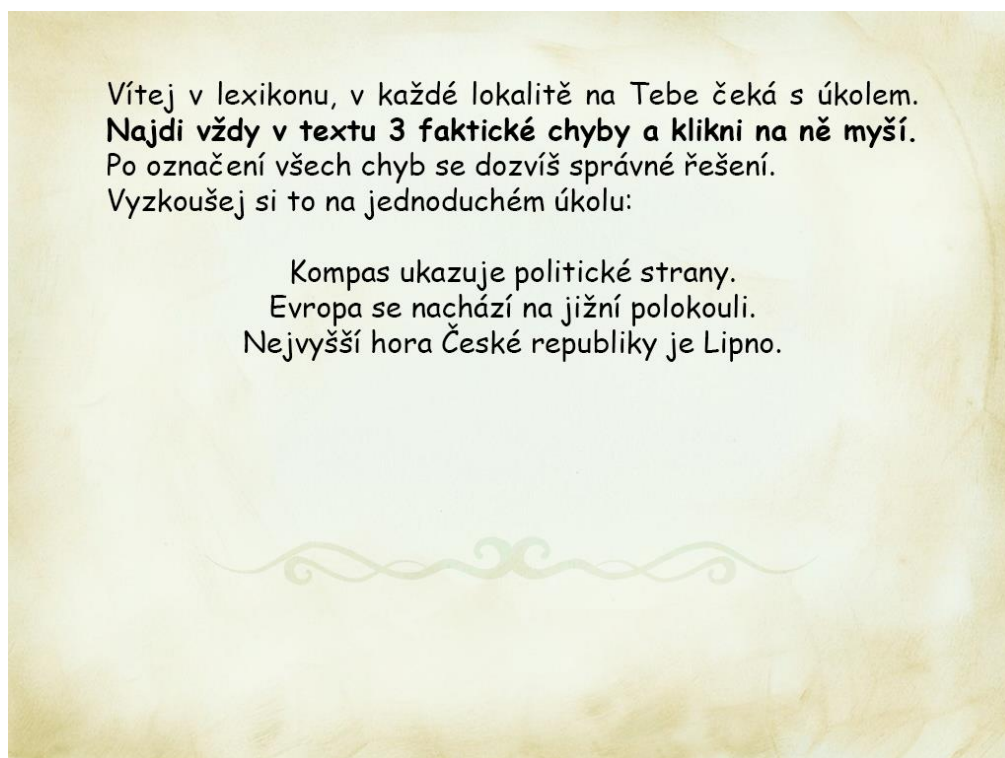 Vítej v lexikonu, v každé lokalitě na Tebe čeká s úkolem.
Najdi vždy v textu 3 faktické chyby a klikni na ně myší.
Po označení všech chyb se dozvíš správné řešení.
Vyzkoušej si to na jednoduchém úkolu:
Kompas ukazuje politické strany.
Evropa se nachází na jižní polokouli.
Nejvyšší hora České republiky je Lipno.